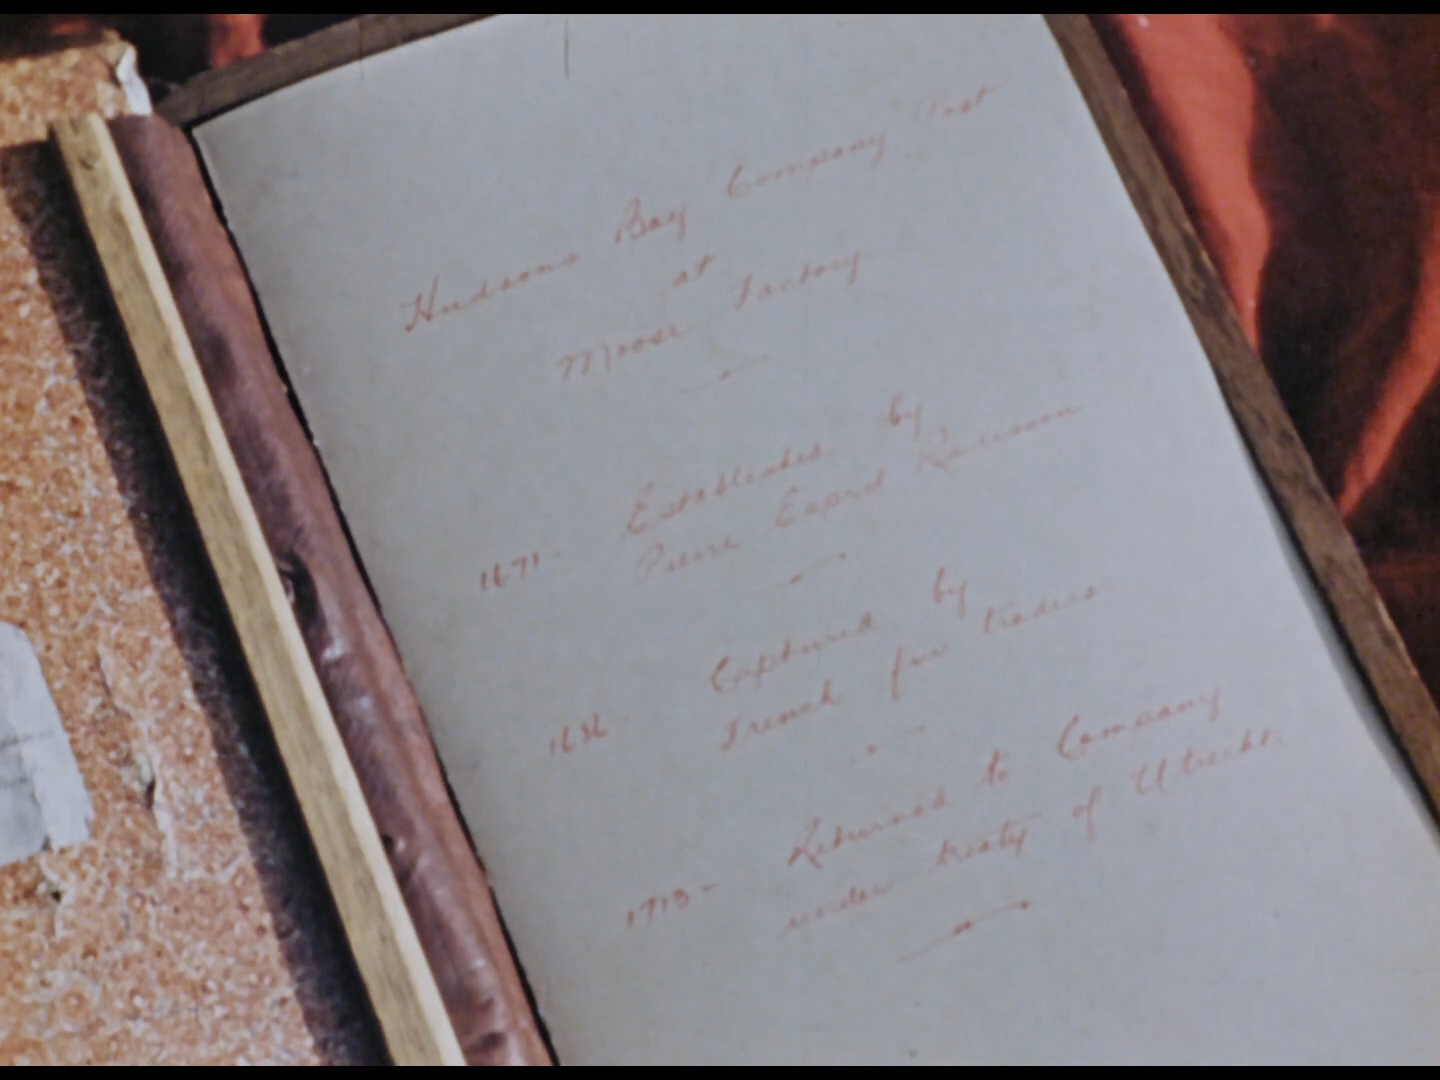 Hudsons Bay Company Post
at
Moose Factory
1671 - Established by
Pierre Esprit Radisson
1686 - Captured by
French fur traders.
1713 - Returned to Company
under treaty of Utrecht.